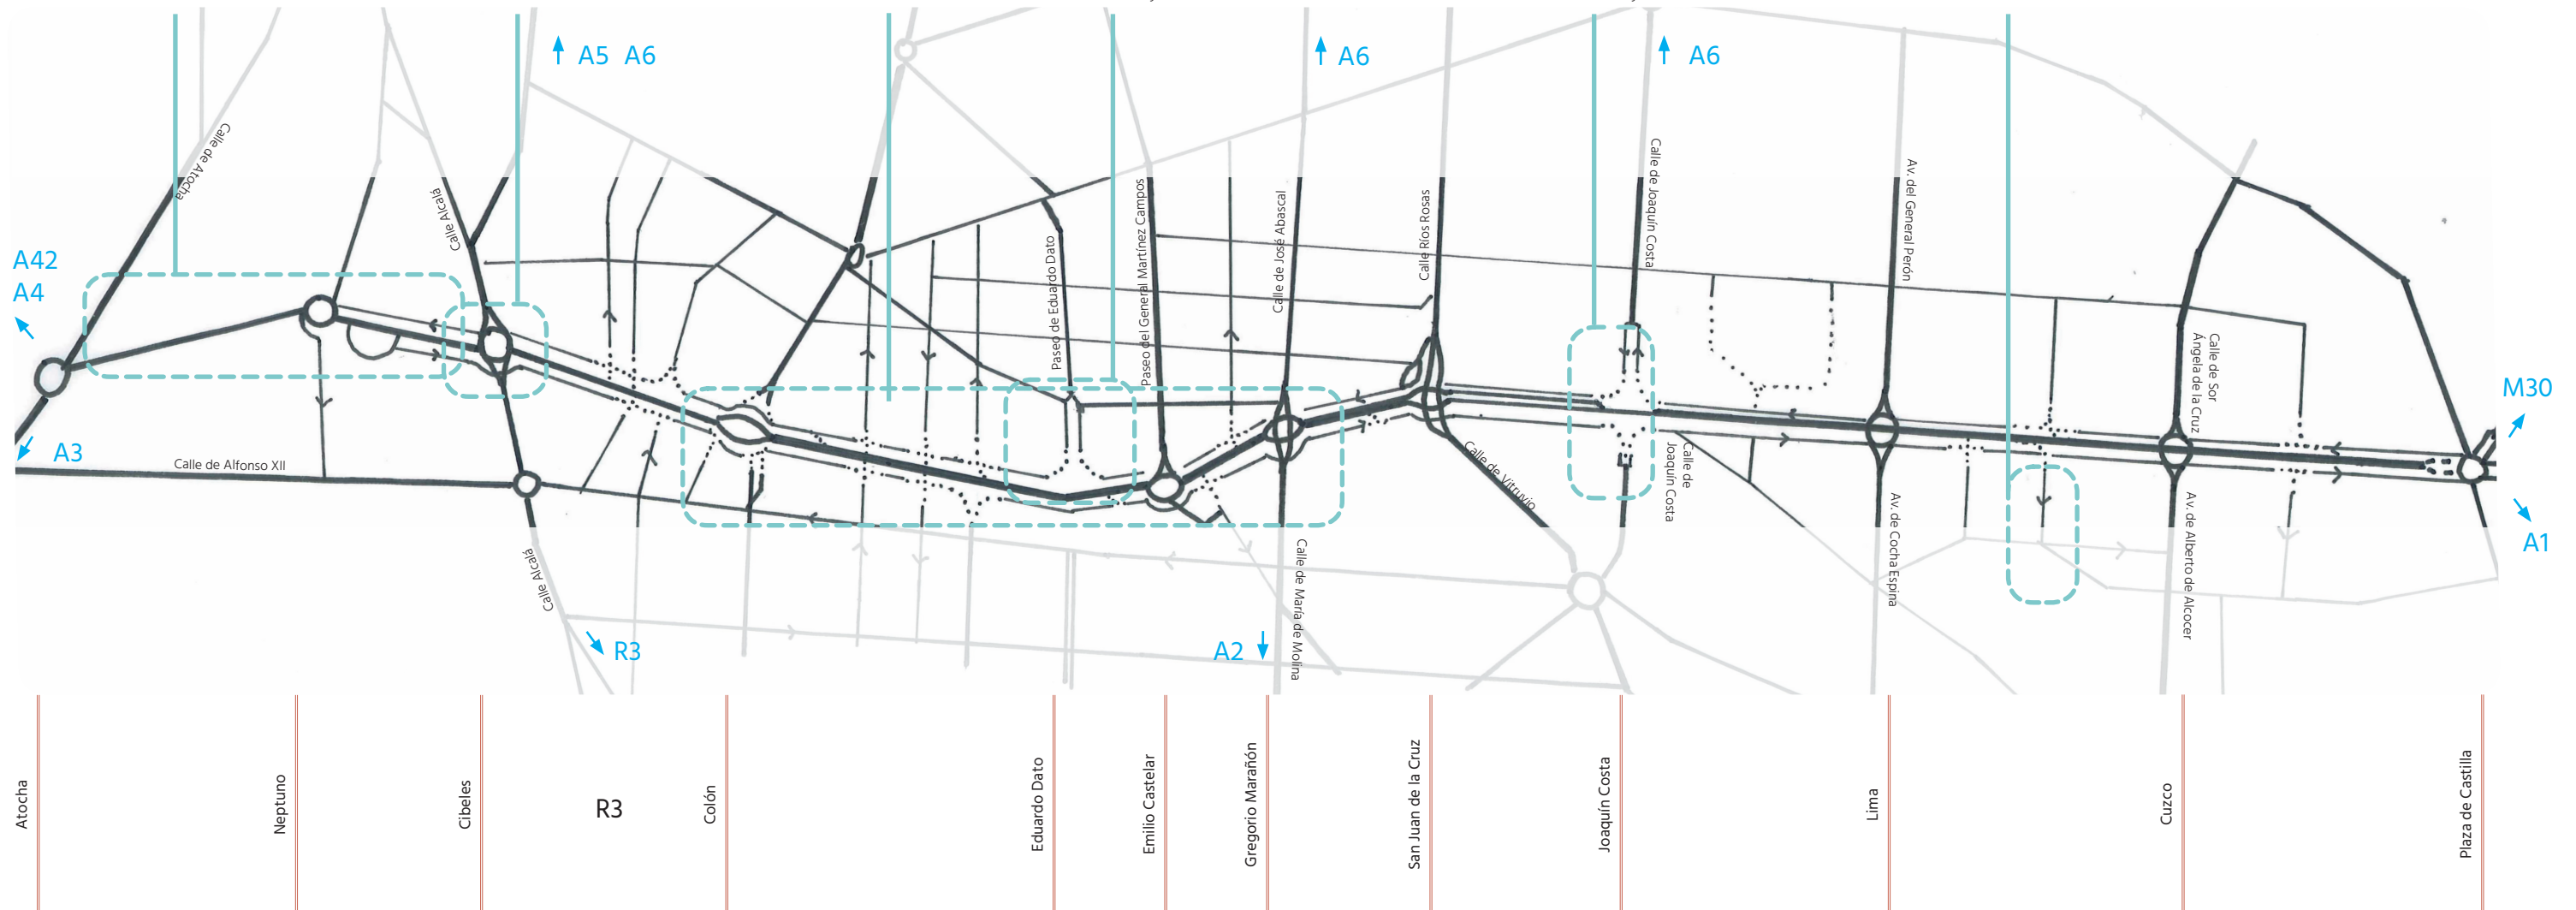 A5 A6
A6
A6
Calle de Atocha
Calle Alcalá
Paseo de Eduardo Dato
Paseo del General Martínez Campos
Calle de José Abascal
Calle Ríos Rosas
Calle de Joaquín Costa
Av. del General Perón
A42
A4
Calle de Sor
Ángela de la Cruz
M30
A3
Calle de Alfonso XII
Calle de Vitruvio
Calle de
Joaquín Costa
Av. de Cocha Espina
Av. de Alberto de Alcocer
A1
Calle Alcalá
Calle de María de Molina
R3
A2
Atocha
Neptuno
Cibeles
R3
Colón
Eduardo Dato
Emilio Castelar
Gregorio Marañón
San Juan de la Cruz
Joaquín Costa
Lima
Cuzco
Plaza de Castilla